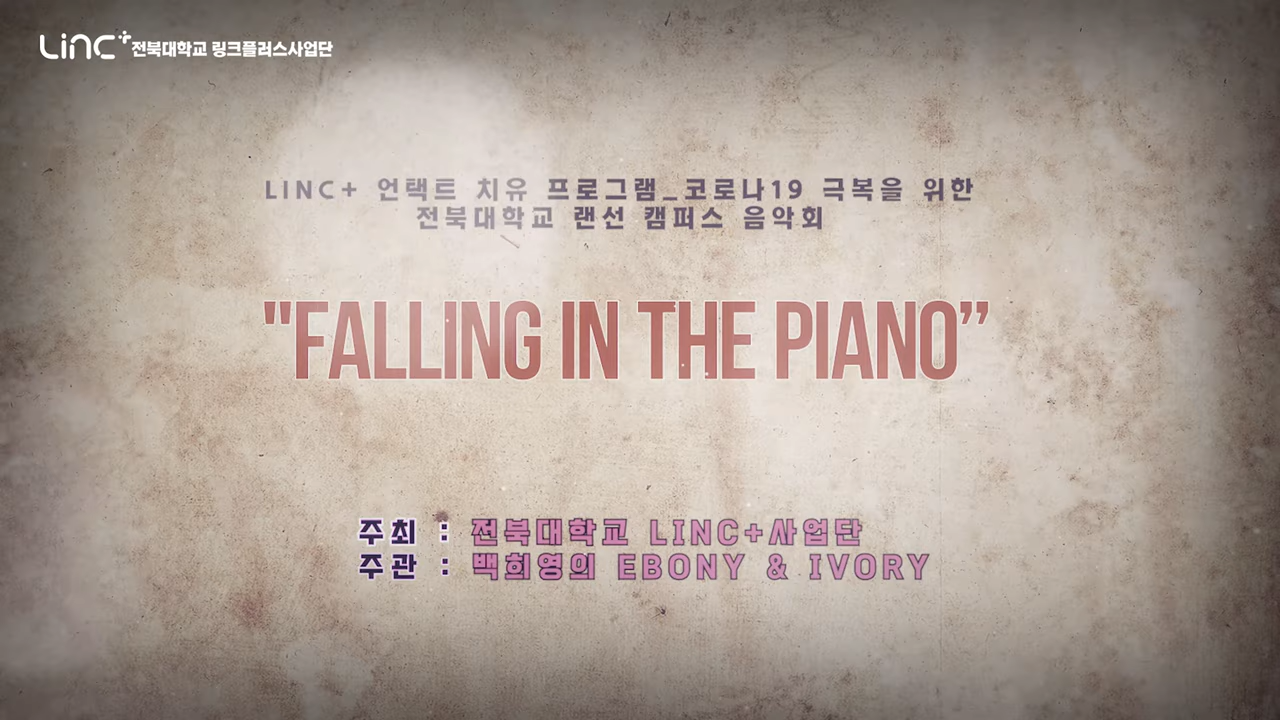 Linc+ 전북대학교 링크플러스사업단
LINC+ 언택트 치유 프로그램_코로나19 극복을 위한
전북대학교 랜선 캠퍼스 음악회
"FALLING IN THE PIANO”
주최 : 전북대학교 LINC+사업단
주관 : 백희영의 EBONY & IVORY